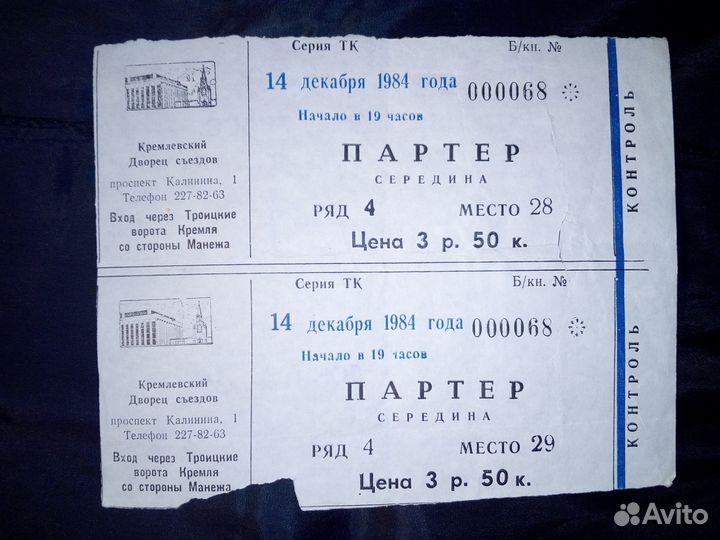 Серия ТК Б/кн. №
14 декабря 1984 года 000068
Начало в 19 часов
Кремлевский
Дворец съездов
проспект Калинина, 1
Телефон 227-82-63
Вход через Троицкие
ворота Кремля
со стороны Манежа
ПАРТЕР
СЕРЕДИНА
РЯД 4 МЕСТО 28
Цена 3 р. 50 к.
КОНТРОЛЬ
Серия ТК Б/кн. №
14 декабря 1984 года 000068
Начало в 19 часов
Кремлевский
Дворец съездов
проспект Калинина, 1
Телефон 227-82-63
Вход через Троицкие
ворота Кремля
со стороны Манежа
ПАРТЕР
СЕРЕДИНА
РЯД 4 МЕСТО 29
Цена 3 р. 50 к.
КОНТРОЛЬ
Avito